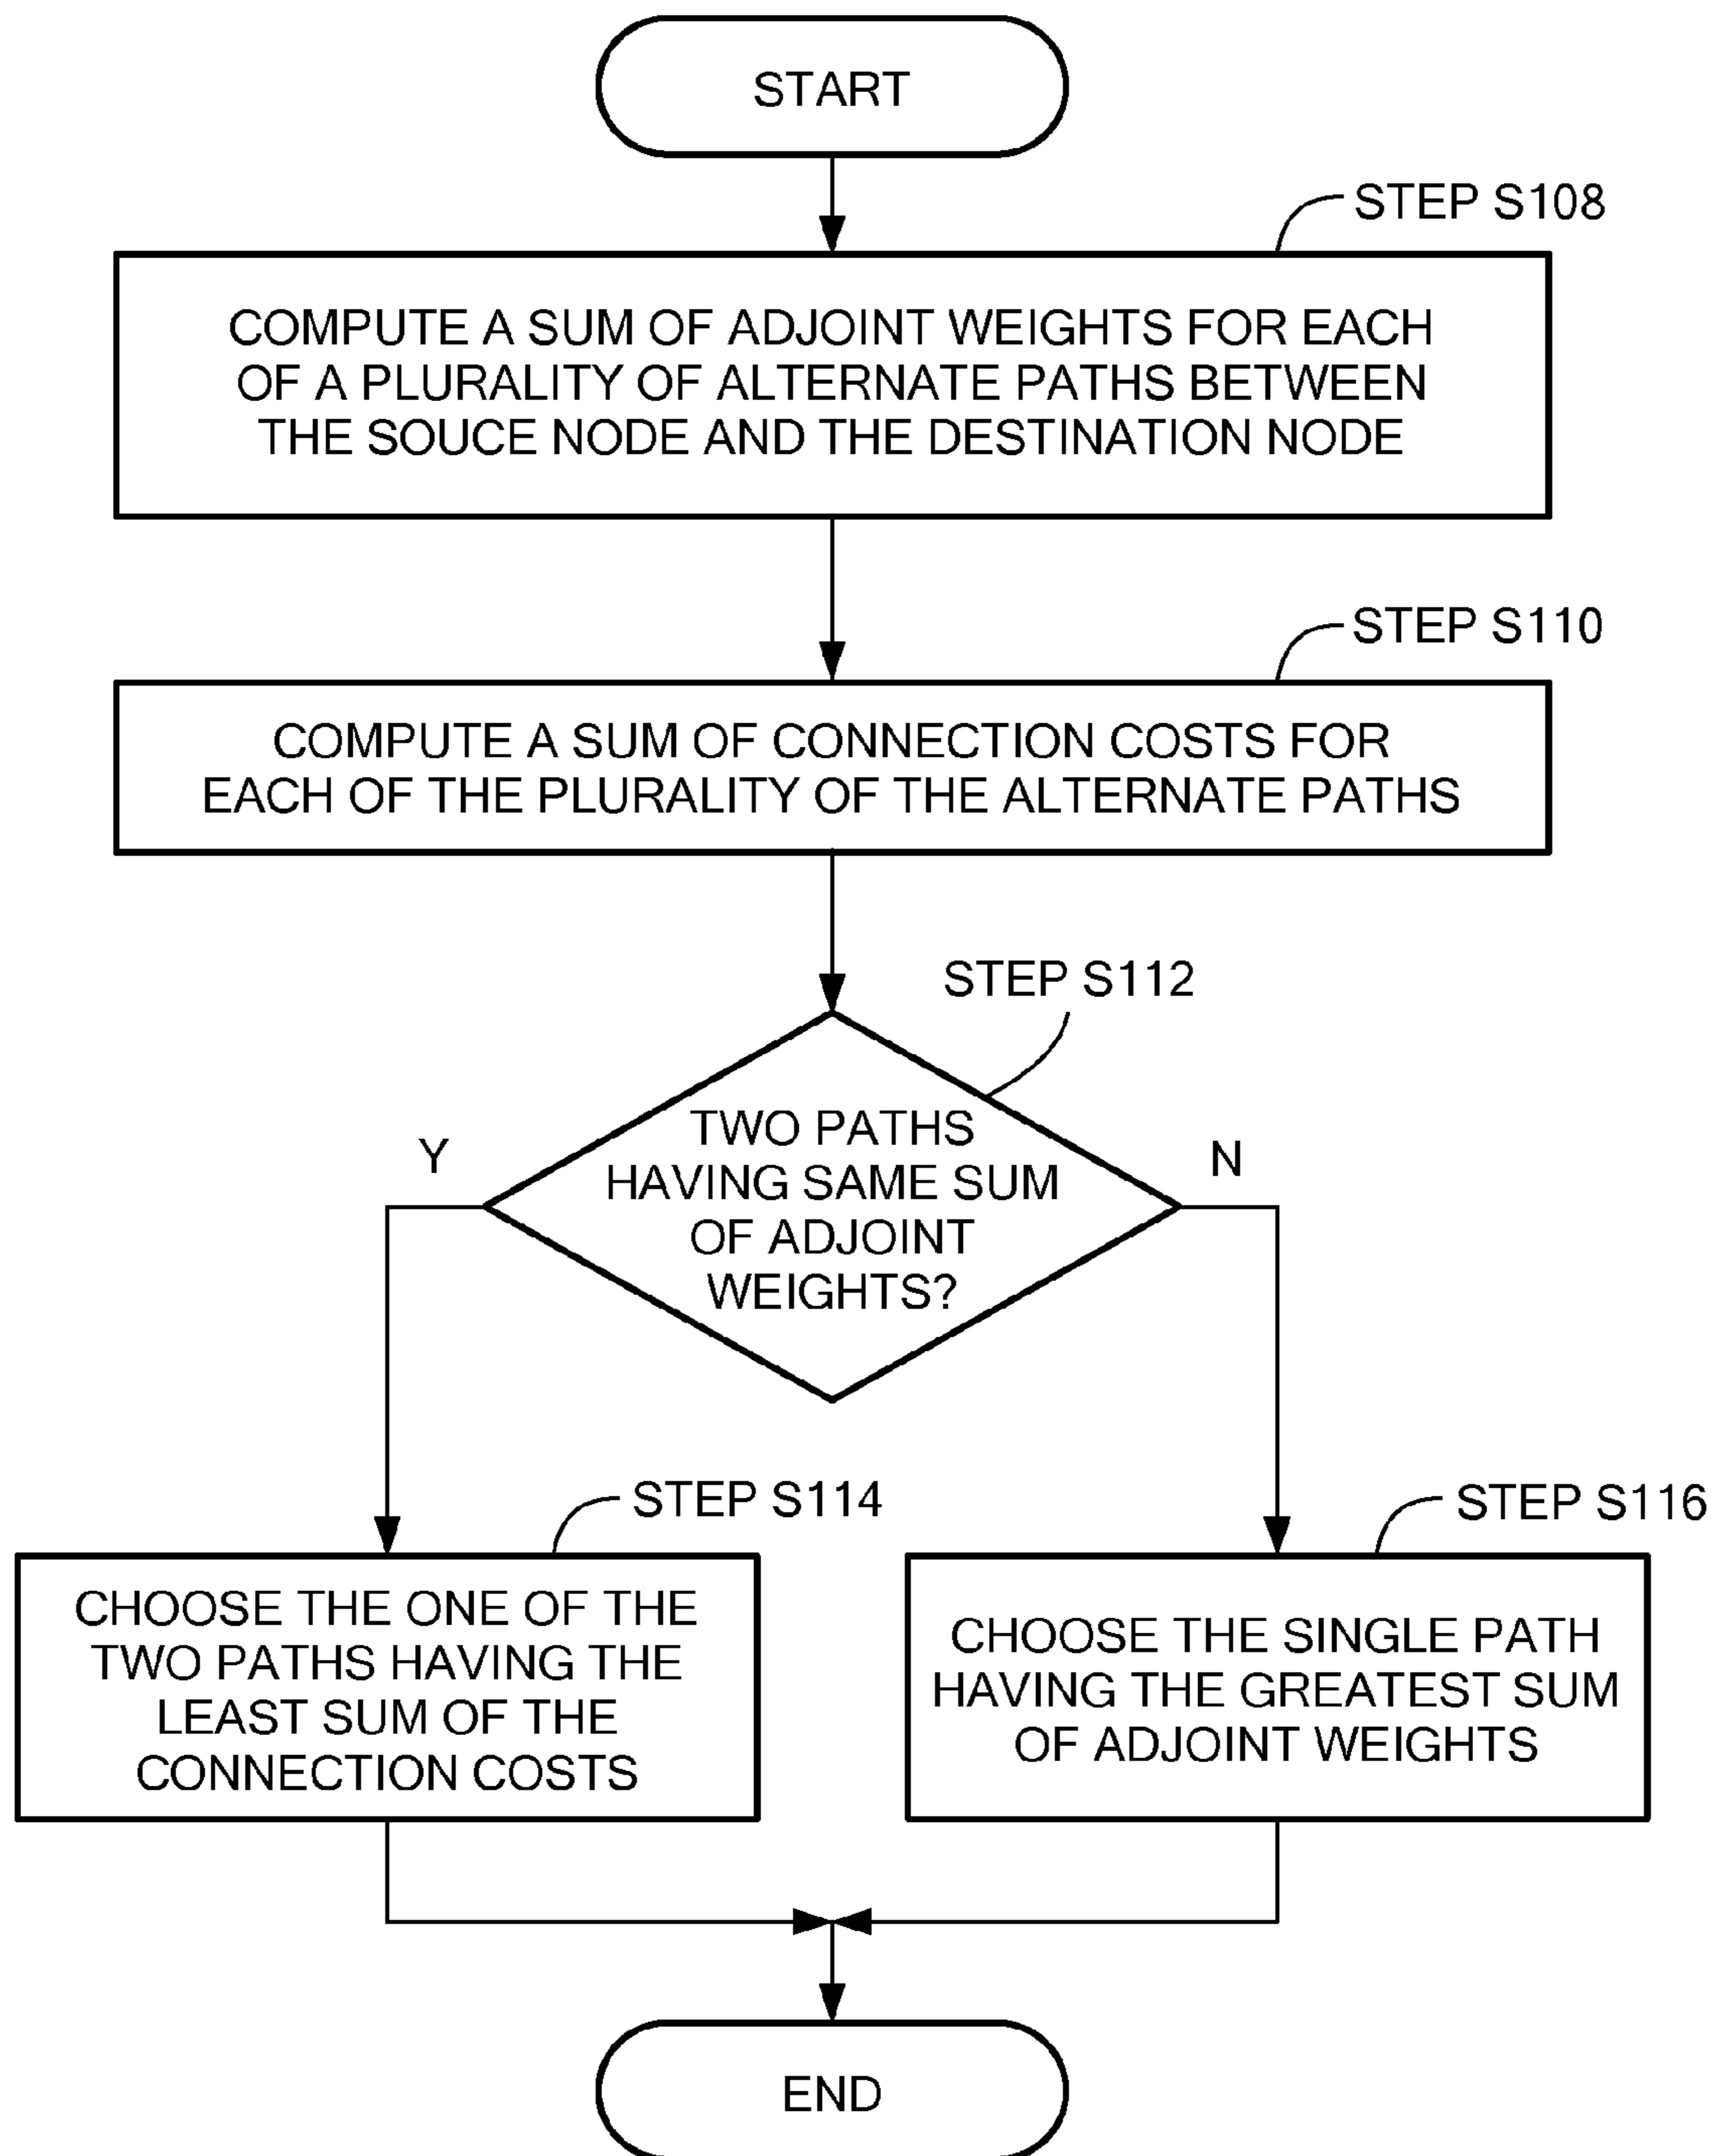 START
STEP S108
COMPUTE A SUM OF ADJOINT WEIGHTS FOR EACH
OF A PLURALITY OF ALTERNATE PATHS BETWEEN
THE SOUCE NODE AND THE DESTINATION NODE
STEP S110
COMPUTE A SUM OF CONNECTION COSTS FOR
EACH OF THE PLURALITY OF THE ALTERNATE PATHS
STEP S112
TWO PATHS
HAVING SAME SUM
OF ADJOINT
WEIGHTS?
Y
N
STEP S114
CHOOSE THE ONE OF THE
TWO PATHS HAVING THE
LEAST SUM OF THE
CONNECTION COSTS
STEP S116
CHOOSE THE SINGLE PATH
HAVING THE GREATEST SUM
OF ADJOINT WEIGHTS
END